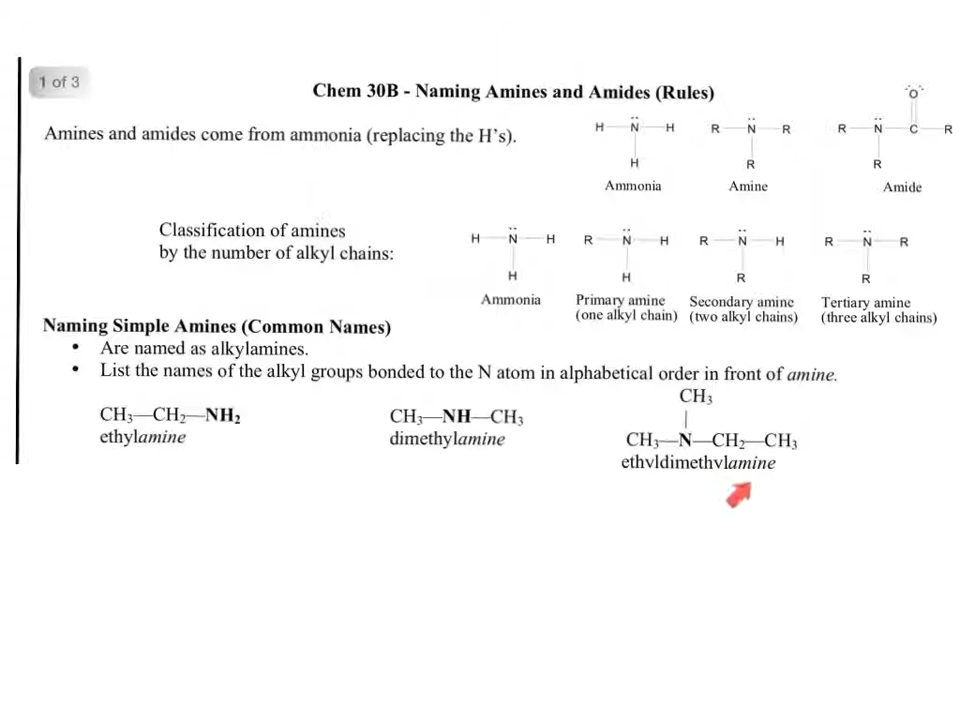 1 of 3
Chem 30B - Naming Amines and Amides (Rules)
Amines and amides come from ammonia (replacing the H's).
H N H
H
Ammonia
R N R
R
Amine
O
R N C R
R
Amide
Classification of amines
by the number of alkyl chains:
H N H
H
Ammonia
R N H
H
Primary amine
(one alkyl chain)
R N H
R
Secondary amine
(two alkyl chains)
R N R
R
Tertiary amine
(three alkyl chains)
Naming Simple Amines (Common Names)
• Are named as alkylamines.
• List the names of the alkyl groups bonded to the N atom in alphabetical order in front of amine.
CH₃—CH₂—NH₂
ethylamine
CH₃—NH—CH₃
dimethylamine
CH₃
|
CH₃—N—CH₂—CH₃
ethyldimethylamine